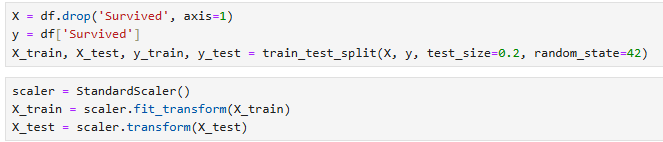 X = df.drop('Survived', axis=1)
y = df['Survived']
X_train, X_test, y_train, y_test = train_test_split(X, y, test_size=0.2, random_state=42)
scaler = StandardScaler()
X_train = scaler.fit_transform(X_train)
X_test = scaler.transform(X_test)